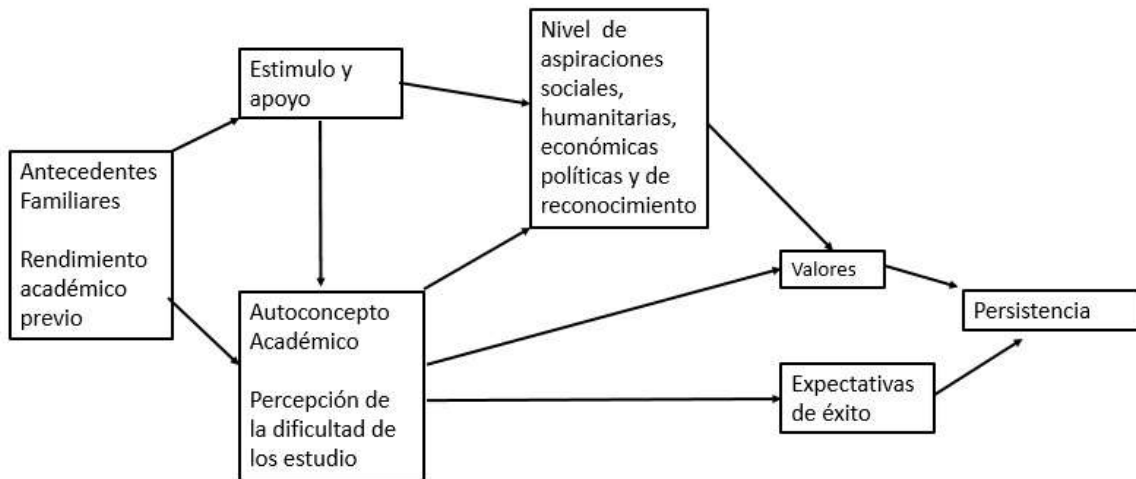 Antecedentes
Familiares
Rendimiento
académico
previo
Estimulo y
apoyo
Autoconcepto
Académico
Percepción de
la dificultad de
los estudio
Nivel de
aspiraciones
sociales,
humanitarias,
económicas
políticas y de
reconocimiento
Valores
Expectativas
de éxito
Persistencia